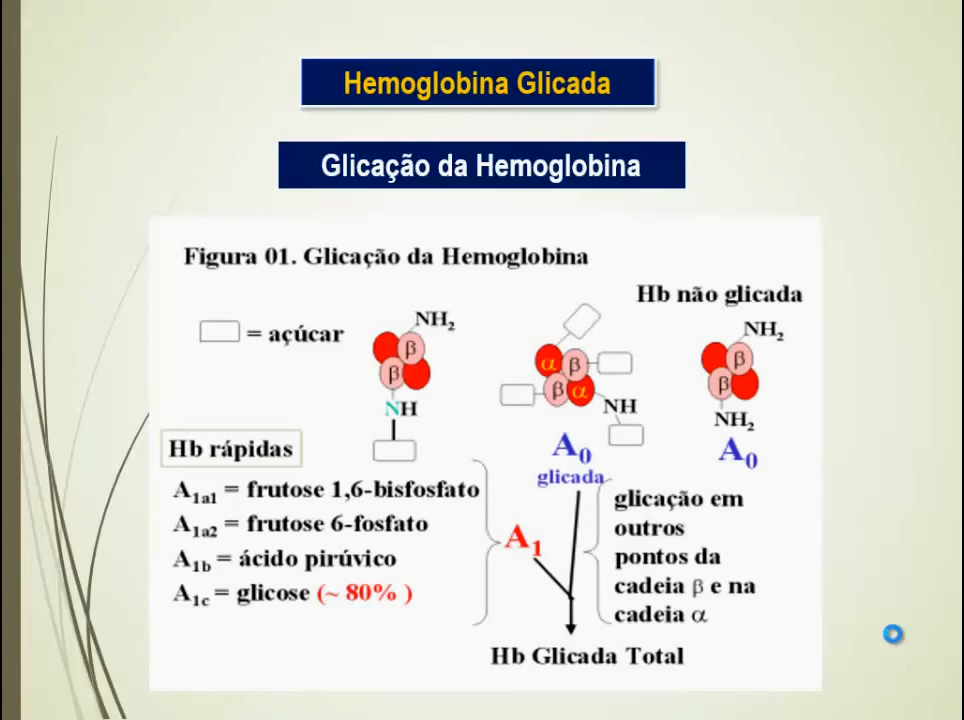 Hemoglobina Glicada
Glicação da Hemoglobina
Figura 01. Glicação da Hemoglobina
Hb não glicada
= açúcar
NH₂
β
β
NH
α
β
β
α
NH
A₀
glicada
NH₂
β
β
NH₂
A₀
Hb rápidas
A₁ₐ₁ = frutose 1,6-bisfosfato
A₁ₐ₂ = frutose 6-fosfato
A1b = ácido pirúvico
A1c = glicose (~ 80% )
A₁
glicação em
outros
pontos da
cadeia β e na
cadeia α
Hb Glicada Total